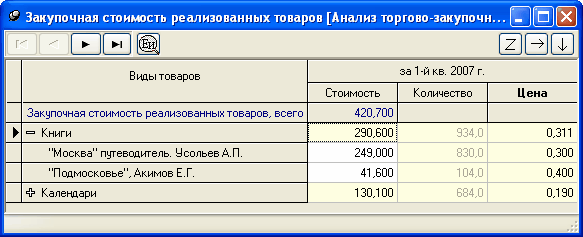 Закупочная стоимость реализованных товаров [Анализ торгово-закупочн...
Еи
Z
Виды товаров
за 1-й кв. 2007 г.
Стоимость Количество Цена
Закупочная стоимость реализованных товаров, всего 420,700
Книги 290,600 934,0 0,311
"Москва" путеводитель. Усольев А.П. 249,000 830,0 0,300
"Подмосковье", Акимов Е.Г. 41,600 104,0 0,400
Календари 130,100 684,0 0,190